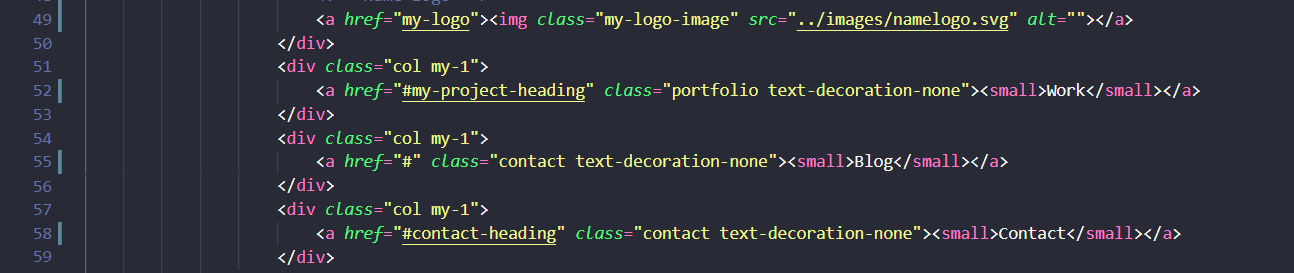 49 <a href="my-logo"><img class="my-logo-image" src="../images/namelogo.svg" alt=""></a>
50 </div>
51 <div class="col my-1">
52 <a href="#my-project-heading" class="portfolio text-decoration-none"><small>Work</small></a>
53 </div>
54 <div class="col my-1">
55 <a href="#" class="contact text-decoration-none"><small>Blog</small></a>
56 </div>
57 <div class="col my-1">
58 <a href="#contact-heading" class="contact text-decoration-none"><small>Contact</small></a>
59 </div>